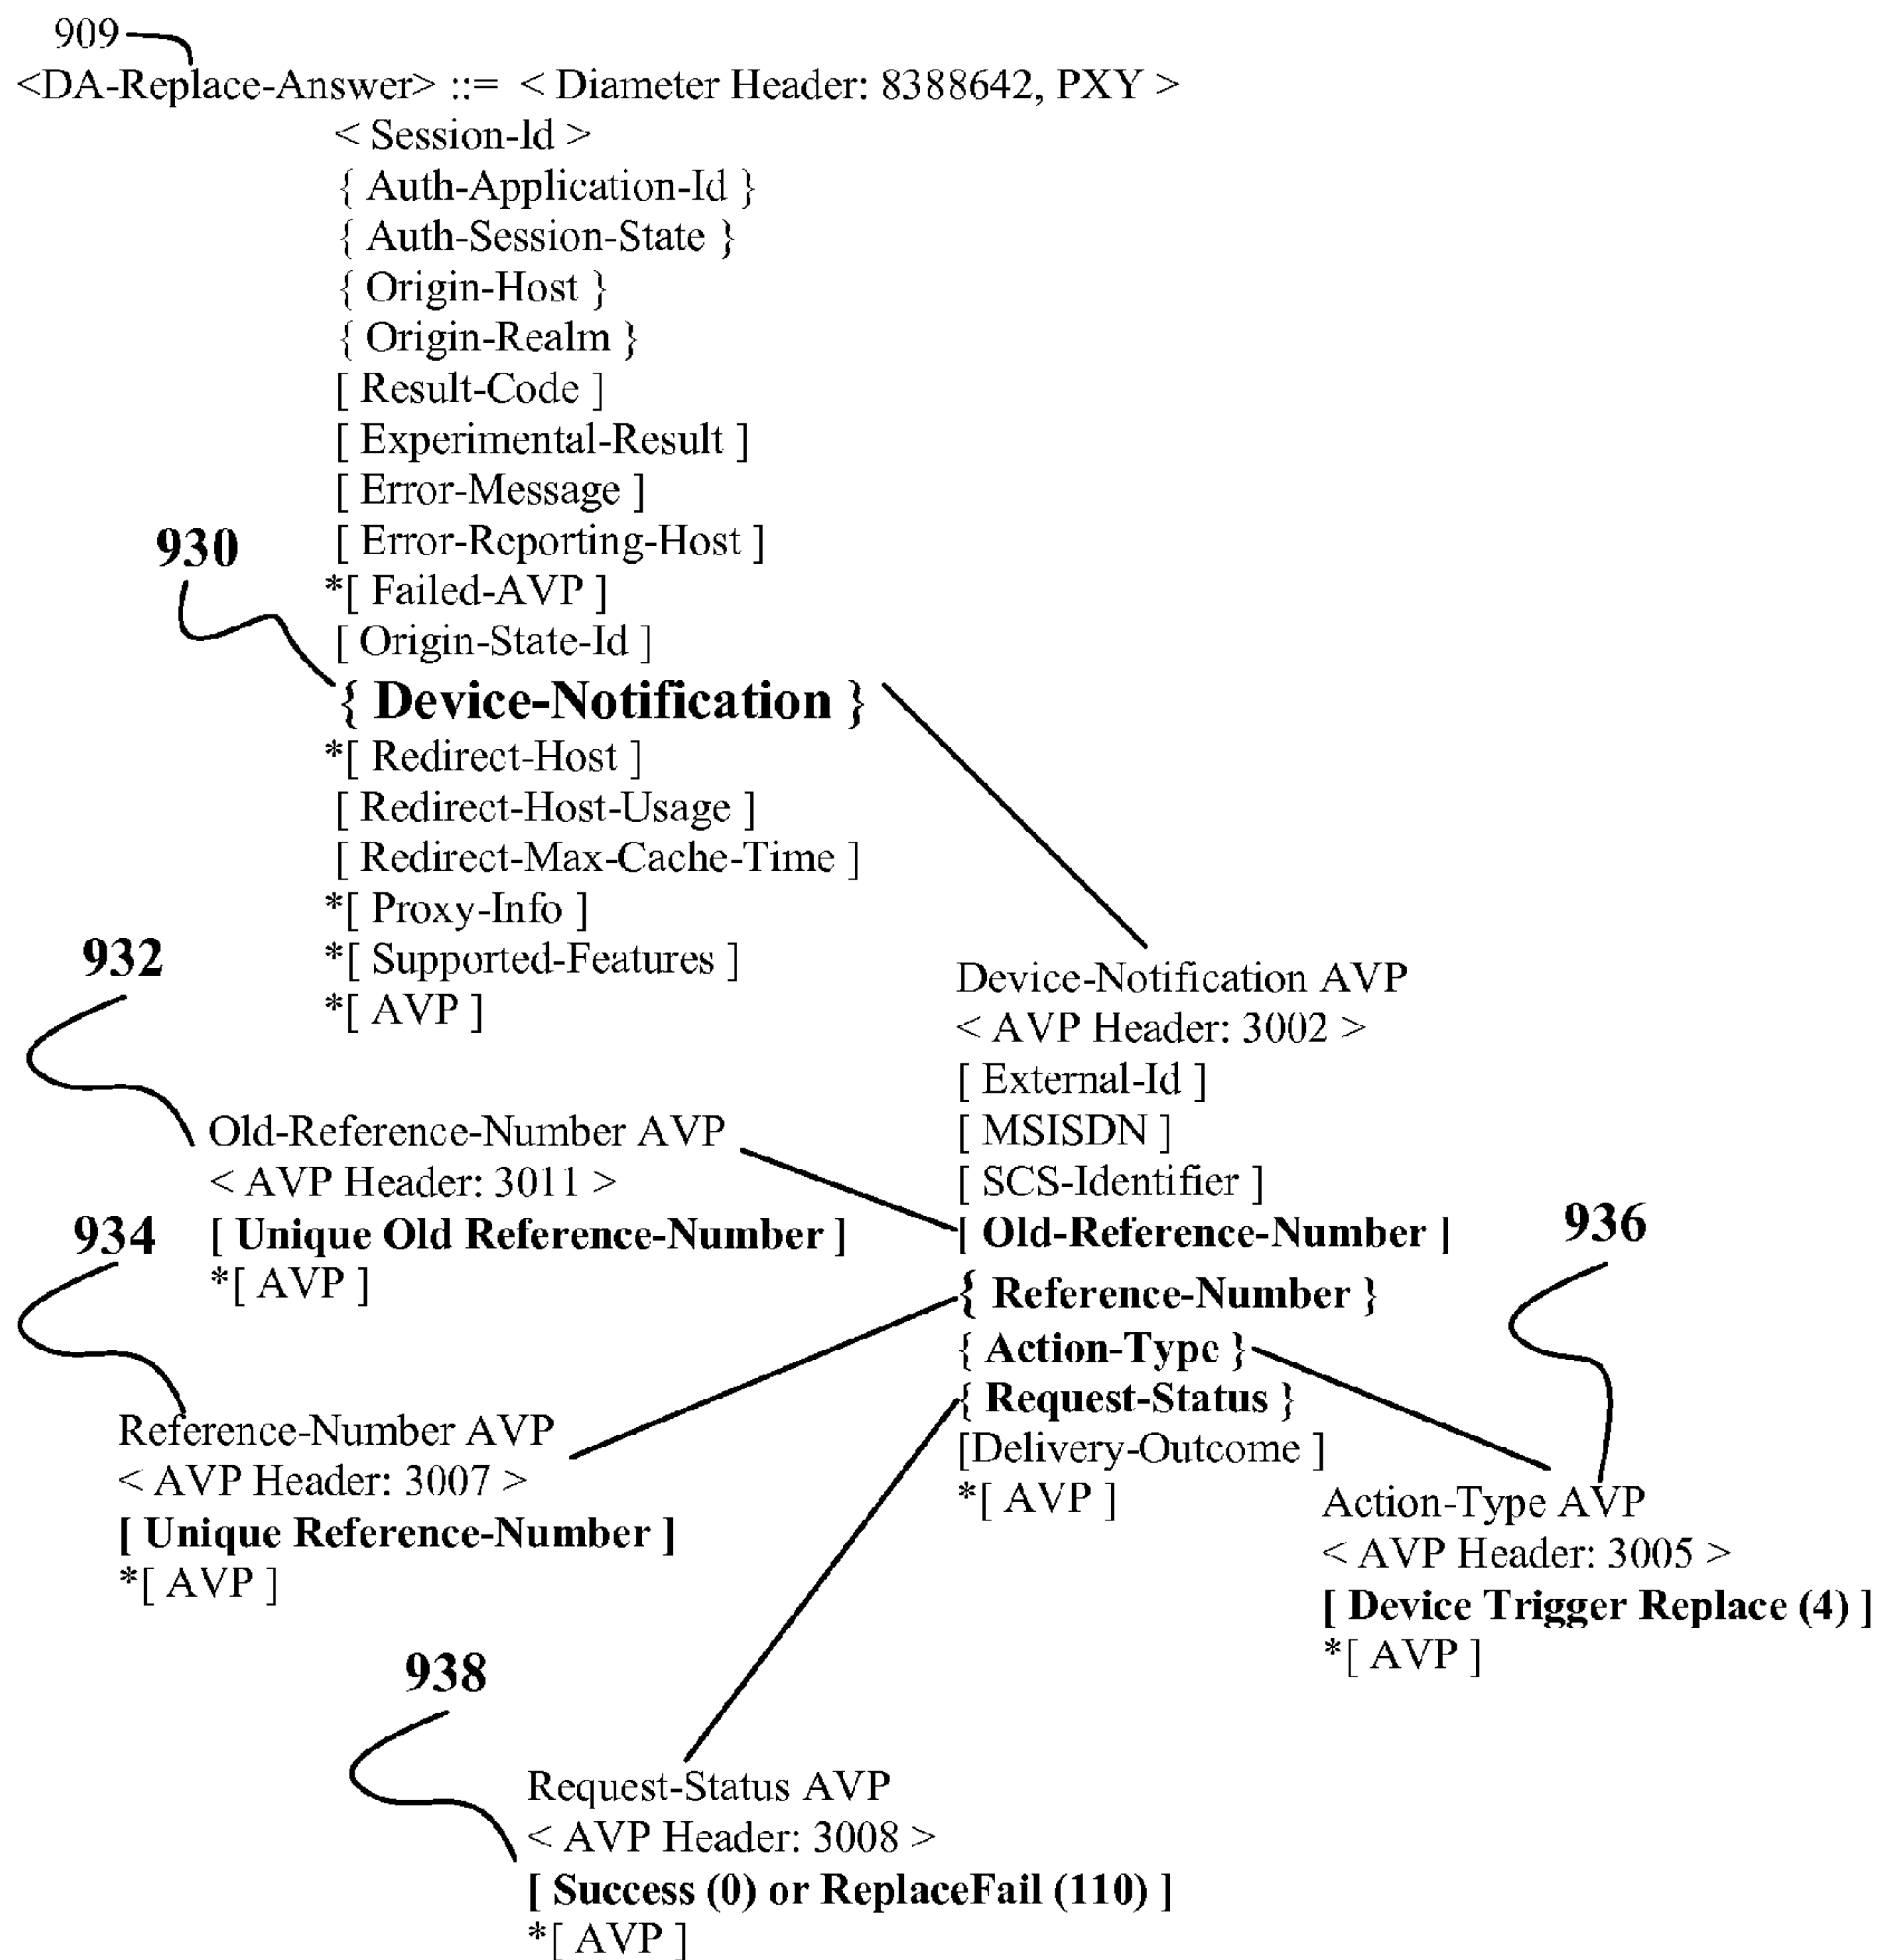 909
<DA-Replace-Answer> ::= < Diameter Header: 8388642, PXY >
< Session-Id >
{ Auth-Application-Id }
{ Auth-Session-State }
{ Origin-Host }
{ Origin-Realm }
[ Result-Code ]
[ Experimental-Result ]
[ Error-Message ]
[ Error-Reporting-Host ]
*[ Failed-AVP ]
[ Origin-State-Id ]
930
{ Device-Notification }
*[ Redirect-Host ]
[ Redirect-Host-Usage ]
[ Redirect-Max-Cache-Time ]
*[ Proxy-Info ]
*[ Supported-Features ]
*[ AVP ]
Device-Notification AVP
< AVP Header: 3002 >
[ External-Id ]
[ MSISDN ]
[ SCS-Identifier ]
[ Old-Reference-Number ]
{ Reference-Number }
{ Action-Type }
{ Request-Status }
[Delivery-Outcome ]
*[ AVP ]
932
Old-Reference-Number AVP
< AVP Header: 3011 >
[ Unique Old Reference-Number ]
*[ AVP ]
934
Reference-Number AVP
< AVP Header: 3007 >
[ Unique Reference-Number ]
*[ AVP ]
936
Action-Type AVP
< AVP Header: 3005 >
[ Device Trigger Replace (4) ]
*[ AVP ]
938
Request-Status AVP
< AVP Header: 3008 >
[ Success (0) or ReplaceFail (110) ]
*[ AVP ]